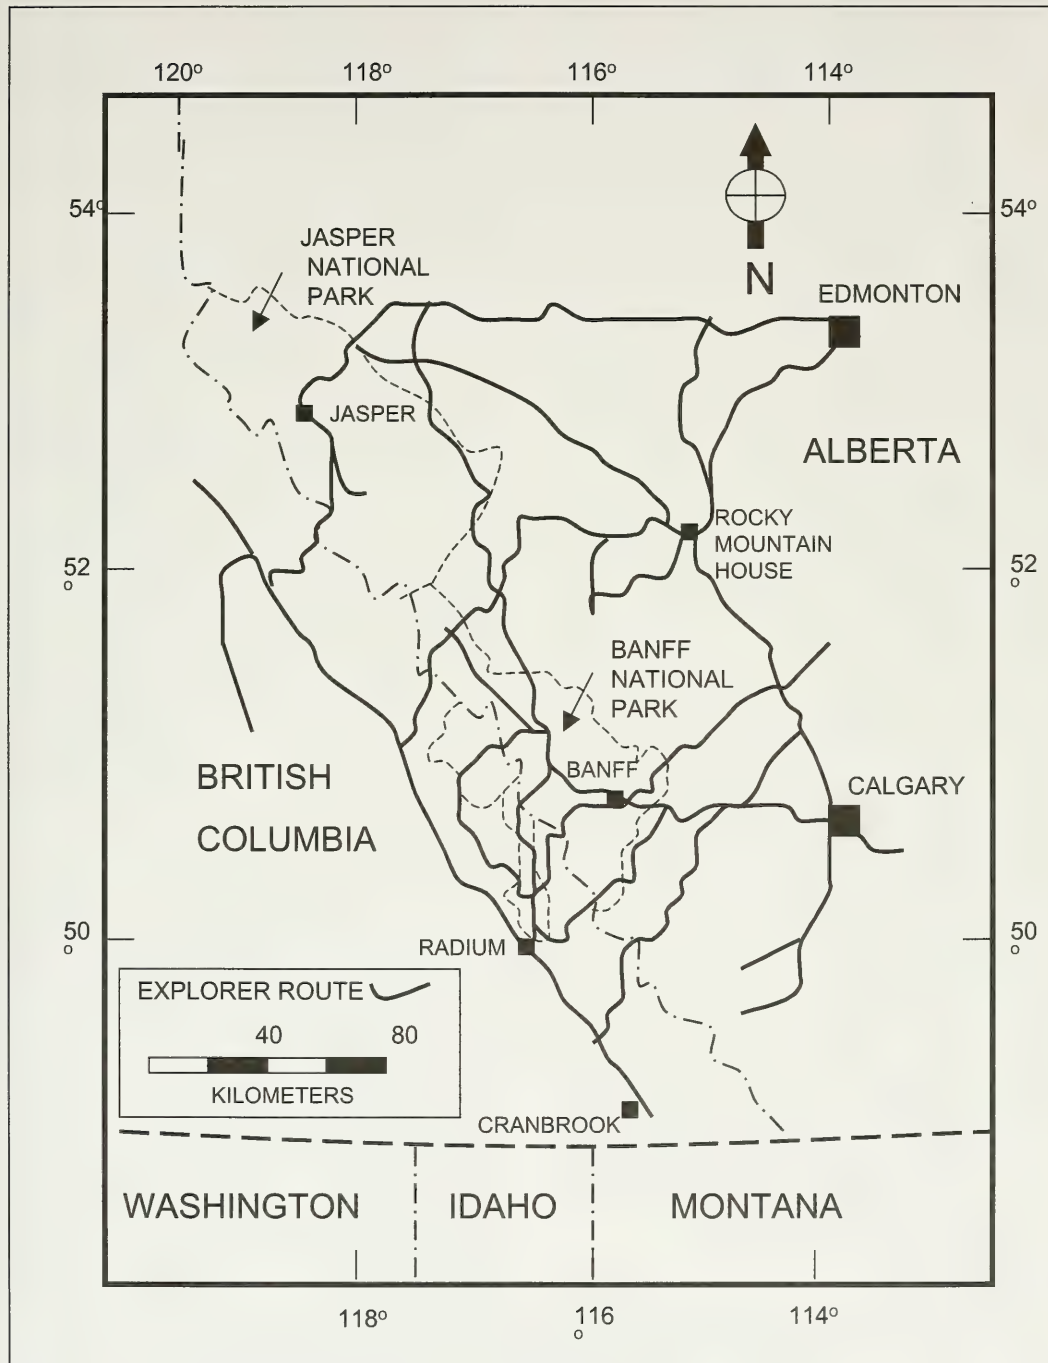 120° 118° 116° 114°
54° 54°
JASPER
NATIONAL
PARK
N
EDMONTON
JASPER
ALBERTA
ROCKY
MOUNTAIN
HOUSE
52° 52°
BANFF
NATIONAL
PARK
BANFF
BRITISH
COLUMBIA
CALGARY
50° 50°
RADIUM
EXPLORER ROUTE
40 80
KILOMETERS
CRANBROOK
WASHINGTON IDAHO MONTANA
118° 116° 114°